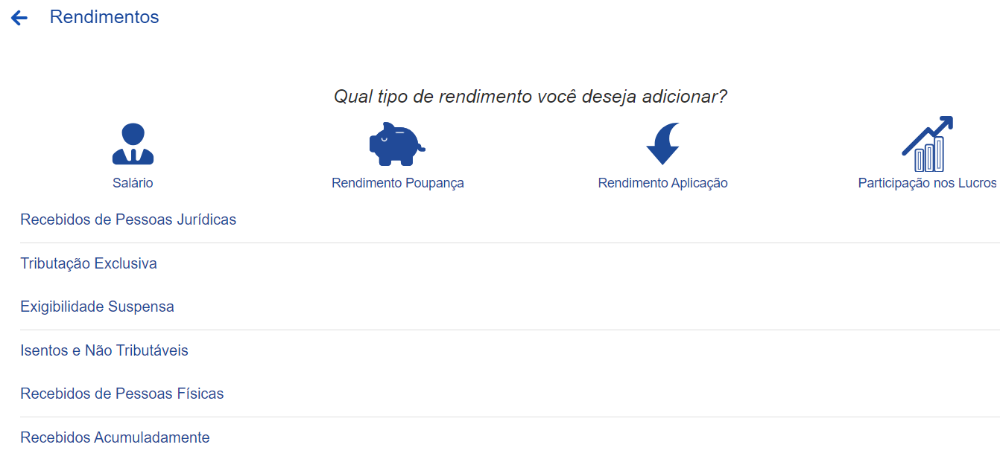 Rendimentos
Qual tipo de rendimento você deseja adicionar?
Salário
Rendimento Poupança
Rendimento Aplicação
Participação nos Lucros
Recebidos de Pessoas Jurídicas
Tributação Exclusiva
Exigibilidade Suspensa
Isentos e Não Tributáveis
Recebidos de Pessoas Físicas
Recebidos Acumuladamente